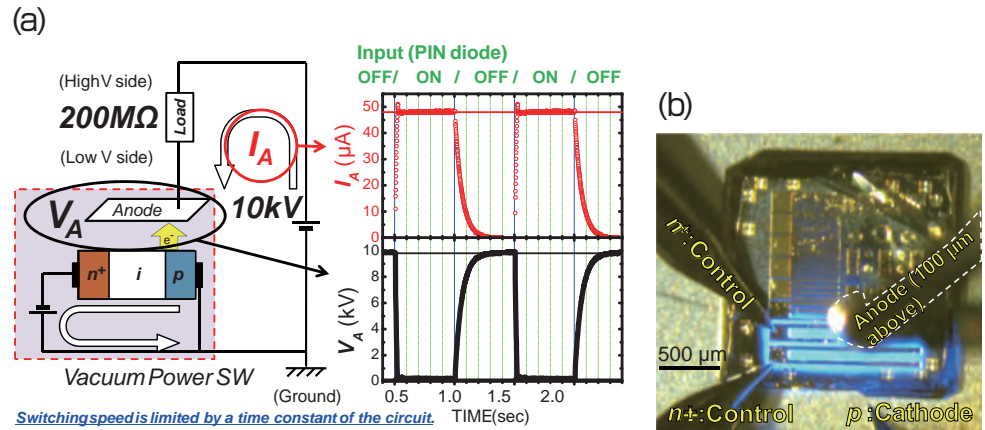 (a)
(High V side)
200MΩ
Load
(Low V side)
I_A
10kV
V_A
Anode
e-
n+
i
p
Vacuum Power SW
(Ground)
Switching speed is limited by a time constant of the circuit.
Input (PIN diode)
OFF/ ON / OFF / ON / OFF
50
40
30
20
10
0
I_A (μA)
10
8
6
4
2
0
V_A (kV)
0.5 1.0 1.5 2.0
TIME(sec)
(b)
n+:Control
Anode (100 μm
above)
500 μm
n+:Control
p:Cathode